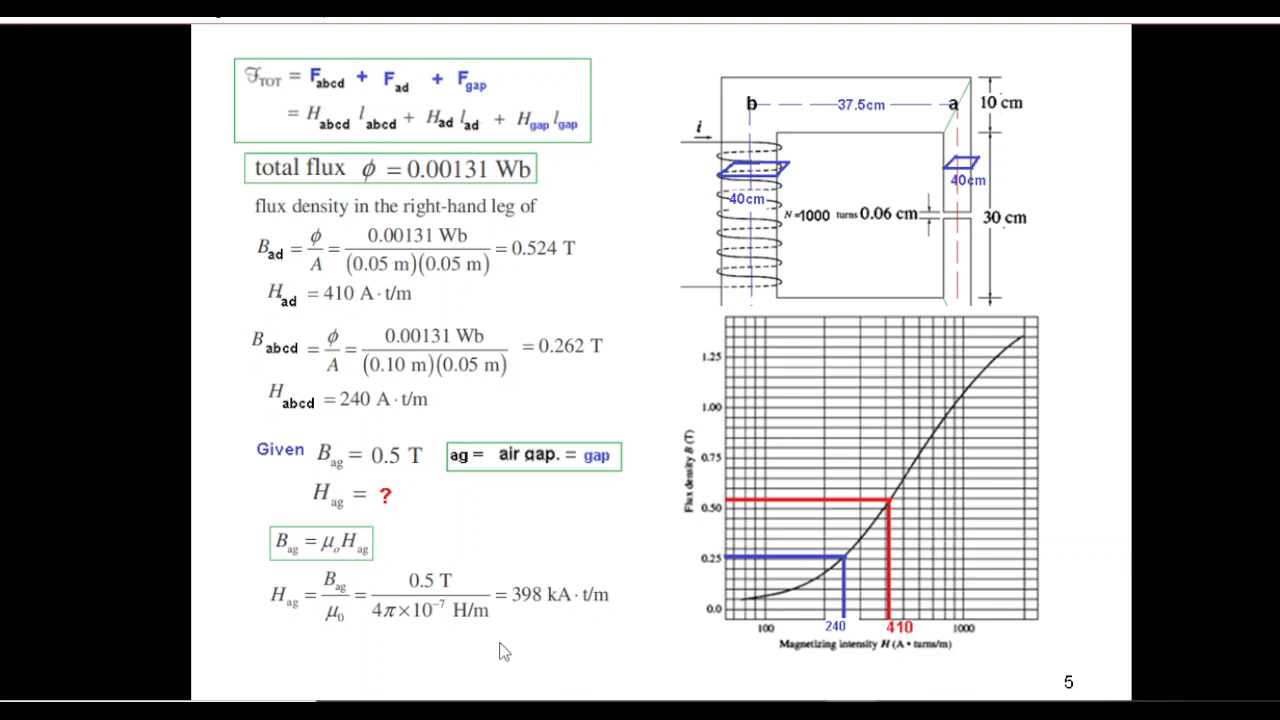 ℱTOT = Fabcd + Fad + Fgap
= Habcd labcd + Had lad + Hgap lgap
total flux ϕ = 0.00131 Wb
flux density in the right-hand leg of
Bad = ϕ/A = 0.00131 Wb/(0.05 m)(0.05 m) = 0.524 T
Had = 410 A·t/m
Babcd = ϕ/A = 0.00131 Wb/(0.10 m)(0.05 m) = 0.262 T
Habcd = 240 A·t/m
Given Bag = 0.5 T
ag = air gap. = gap
Hag = ?
Bag = μoHag
Hag = Bag/μ0 = 0.5 T/4π×10⁻⁷ H/m = 398 kA·t/m
b 37.5cm a 10 cm
i
40cm
40cm
N=1000 turns 0.06 cm 30 cm
Flux density B (T)
1.25
1.00
0.75
0.50
0.25
0.0
240 410
100 1000
Magnetizing intensity H (A • turns/m)
5